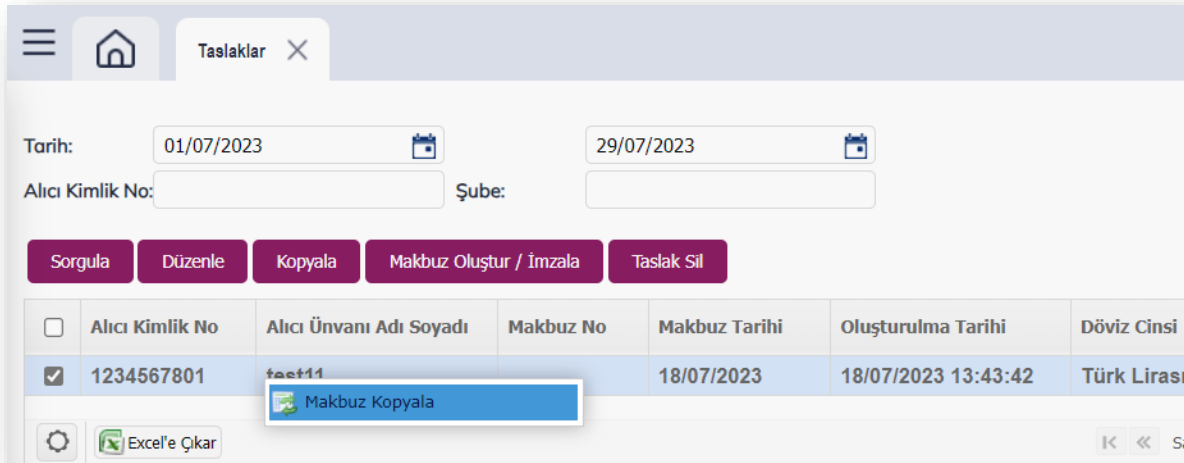 Taslaklar
Tarih: 01/07/2023 29/07/2023
Alıcı Kimlik No: Şube:
Sorgula Düzenle Kopyala Makbuz Oluştur / İmzala Taslak Sil
Alıcı Kimlik No Alıcı Ünvanı Adı Soyadı Makbuz No Makbuz Tarihi Oluşturulma Tarihi Döviz Cinsi
1234567801 test11 18/07/2023 18/07/2023 13:43:42 Türk Liras
Makbuz Kopyala
Excel'e Çıkar